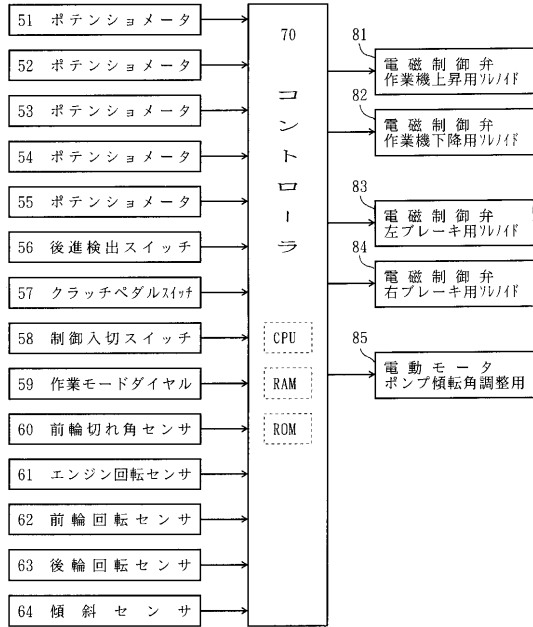 51 ポテンショメータ
52 ポテンショメータ
53 ポテンショメータ
54 ポテンショメータ
55 ポテンショメータ
56 後進検出スイッチ
57 クラッチペダルスイッチ
58 制御入切スイッチ
59 作業モードダイヤル
60 前輪切れ角センサ
61 エンジン回転センサ
62 前輪回転センサ
63 後輪回転センサ
64 傾斜センサ
70
コントローラ
CPU
RAM
ROM
81
電磁制御弁
作業機上昇用ソレノイド
82
電磁制御弁
作業機下降用ソレノイド
83
電磁制御弁
左ブレーキ用ソレノイド
84
電磁制御弁
右ブレーキ用ソレノイド
85
電動モータ
ポンプ傾転角調整用